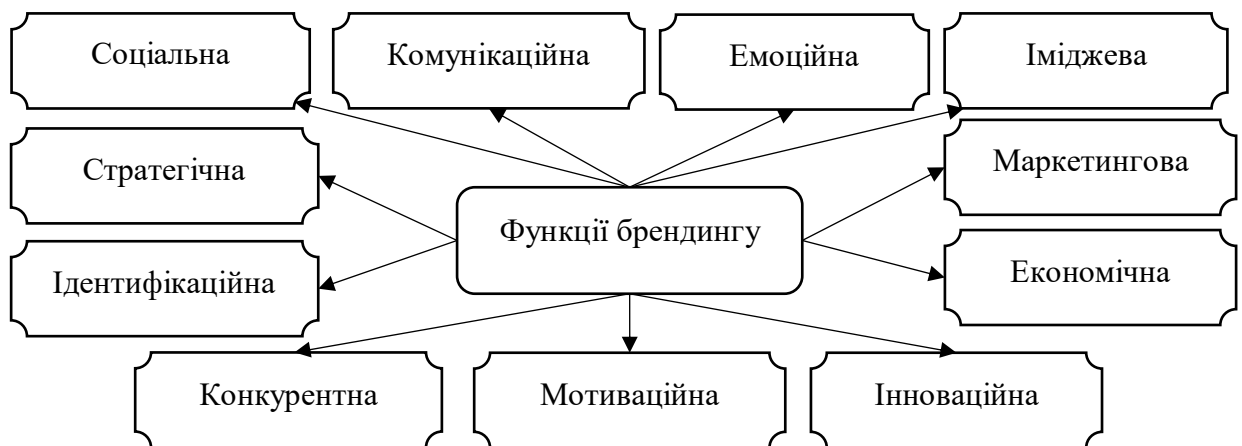 Соціальна
Комунікаційна
Емоційна
Іміджева
Стратегічна
Маркетингова
Функції брендингу
Ідентифікаційна
Економічна
Конкурентна
Мотиваційна
Інноваційна